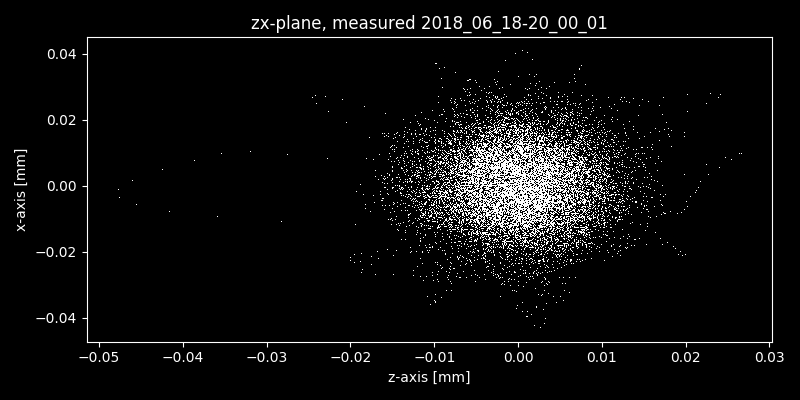 zx-plane, measured 2018_06_18-20_00_01
0.04
0.02
0.00
−0.02
−0.04
x-axis [mm]
−0.05 −0.04 −0.03 −0.02 −0.01 0.00 0.01 0.02 0.03
z-axis [mm]